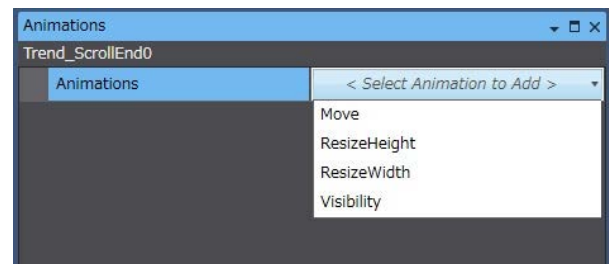 Animations
Trend_ScrollEnd0
Animations < Select Animation to Add >
Move
ResizeHeight
ResizeWidth
Visibility